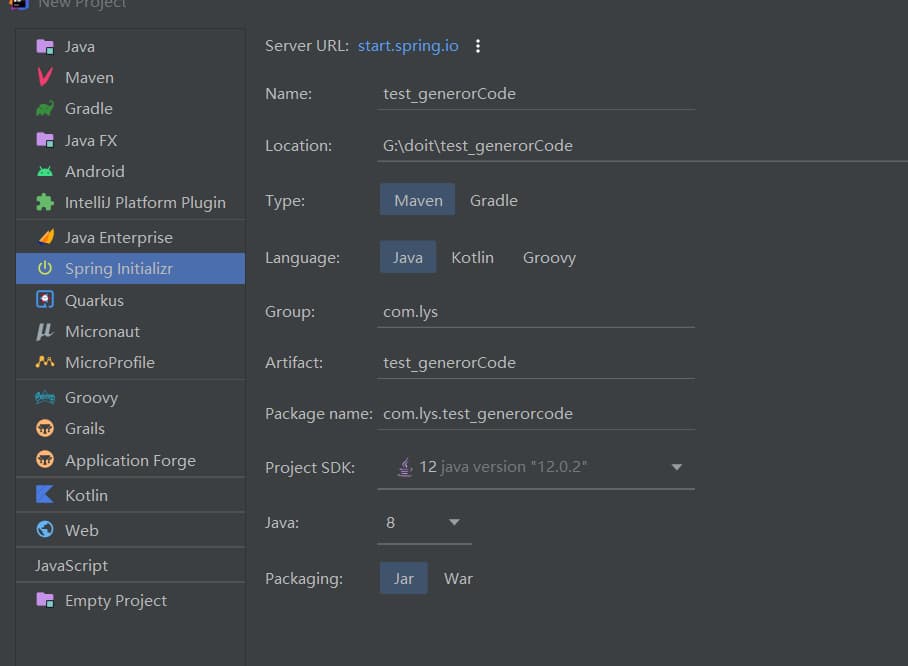 New Project
Java
Maven
Gradle
Java FX
Android
IntelliJ Platform Plugin
Java Enterprise
Spring Initializr
Quarkus
Micronaut
MicroProfile
Groovy
Grails
Application Forge
Kotlin
Web
JavaScript
Empty Project
Server URL: start.spring.io
Name: test_generorCode
Location: G:\doit\test_generorCode
Type: Maven Gradle
Language: Java Kotlin Groovy
Group: com.lys
Artifact: test_generorCode
Package name: com.lys.test_generorcode
Project SDK: 12 java version "12.0.2"
Java: 8
Packaging: Jar War